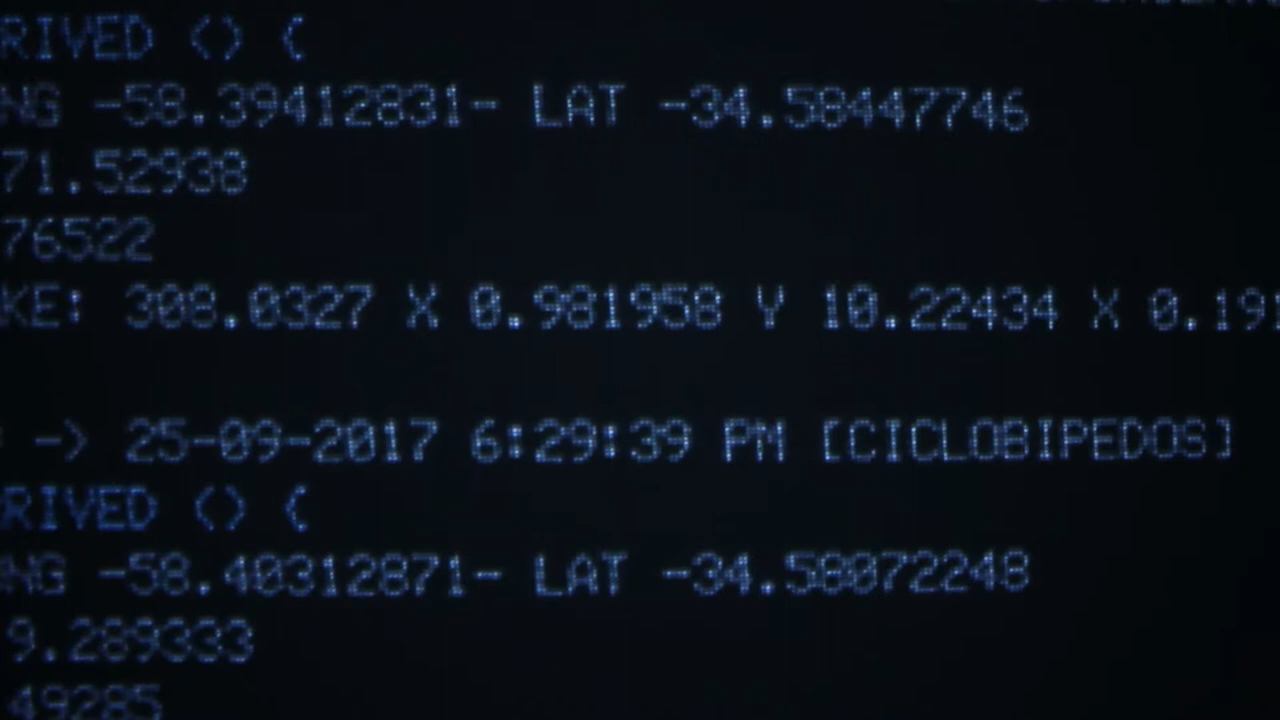 RIVED () {
NG -58.39412831- LAT -34.58447746
71.52938
76522
KE: 308.0327 X 0.981958 Y 10.22434 X 0.191
-> 25-09-2017 6:29:39 PM [CICLOBIPEDOS]
RIVED () {
NG -58.40312871- LAT -34.58072248
9.289333
49285